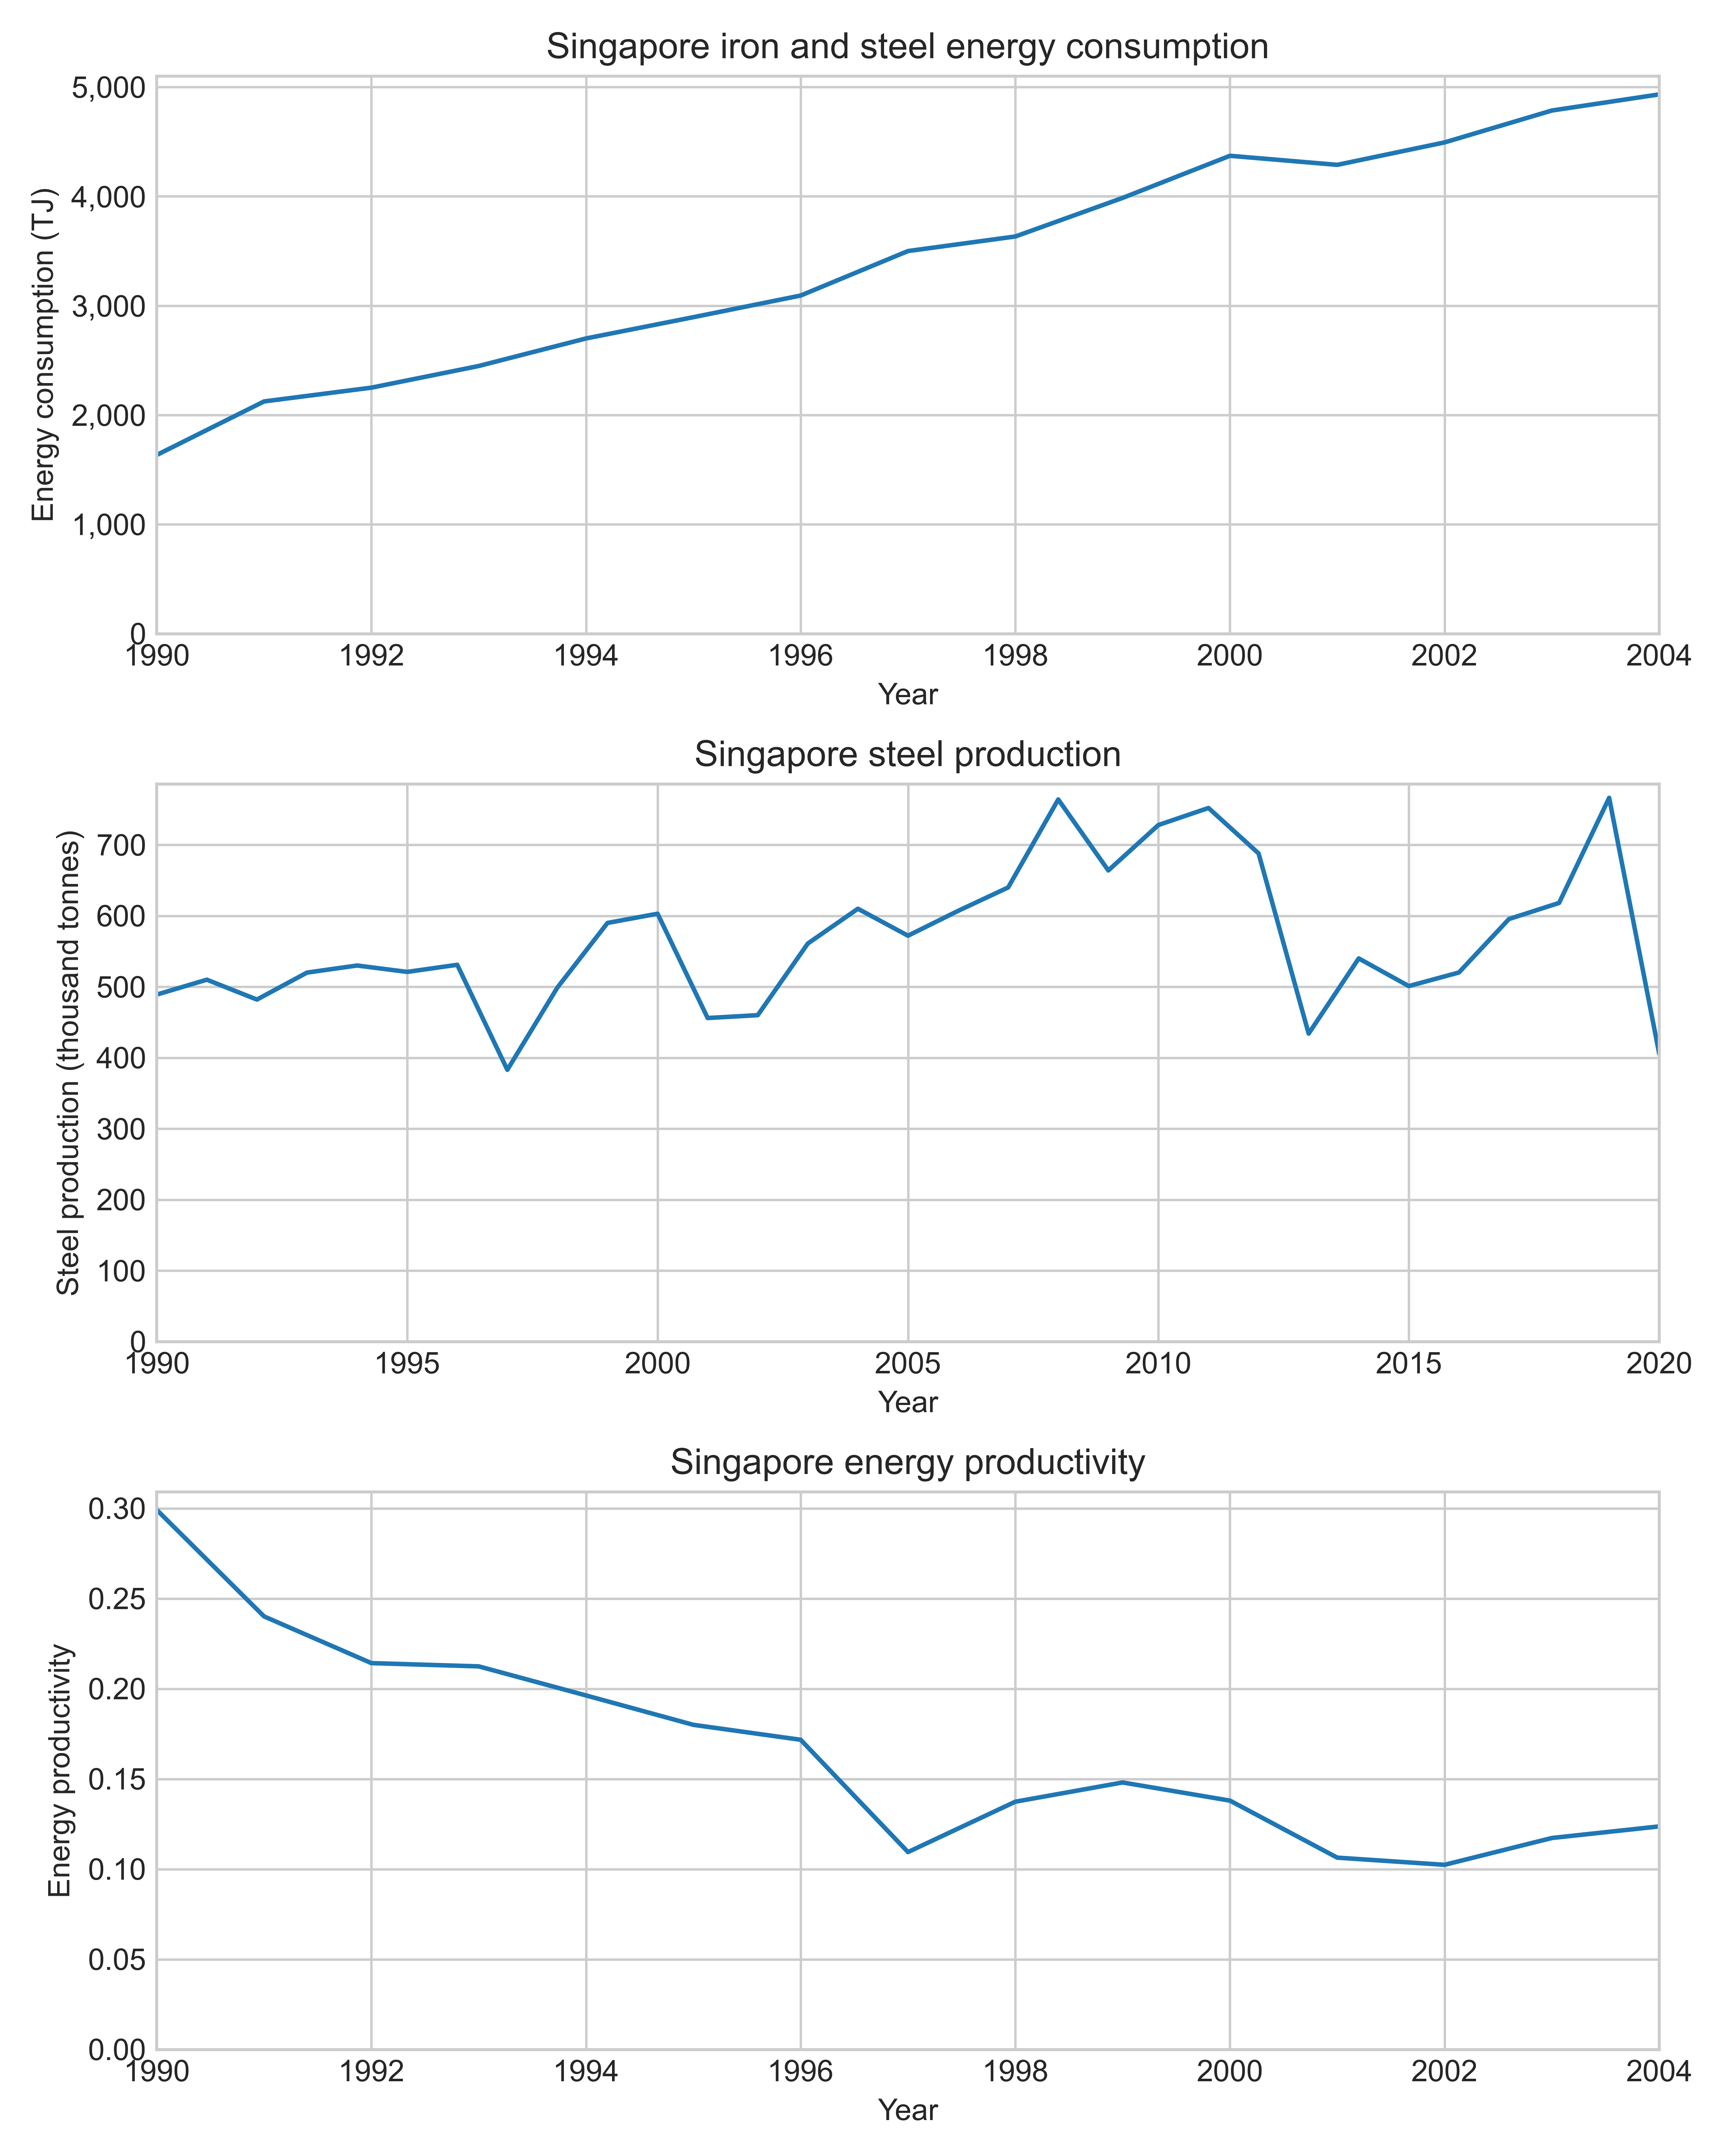 Singapore iron and steel energy consumption
Energy consumption (TJ)
5,000
4,000
3,000
2,000
1,000
0
1990 1992 1994 1996 1998 2000 2002 2004
Year
Singapore steel production
Steel production (thousand tonnes)
700
600
500
400
300
200
100
0
1990 1995 2000 2005 2010 2015 2020
Year
Singapore energy productivity
Energy productivity
0.30
0.25
0.20
0.15
0.10
0.05
0.00
1990 1992 1994 1996 1998 2000 2002 2004
Year